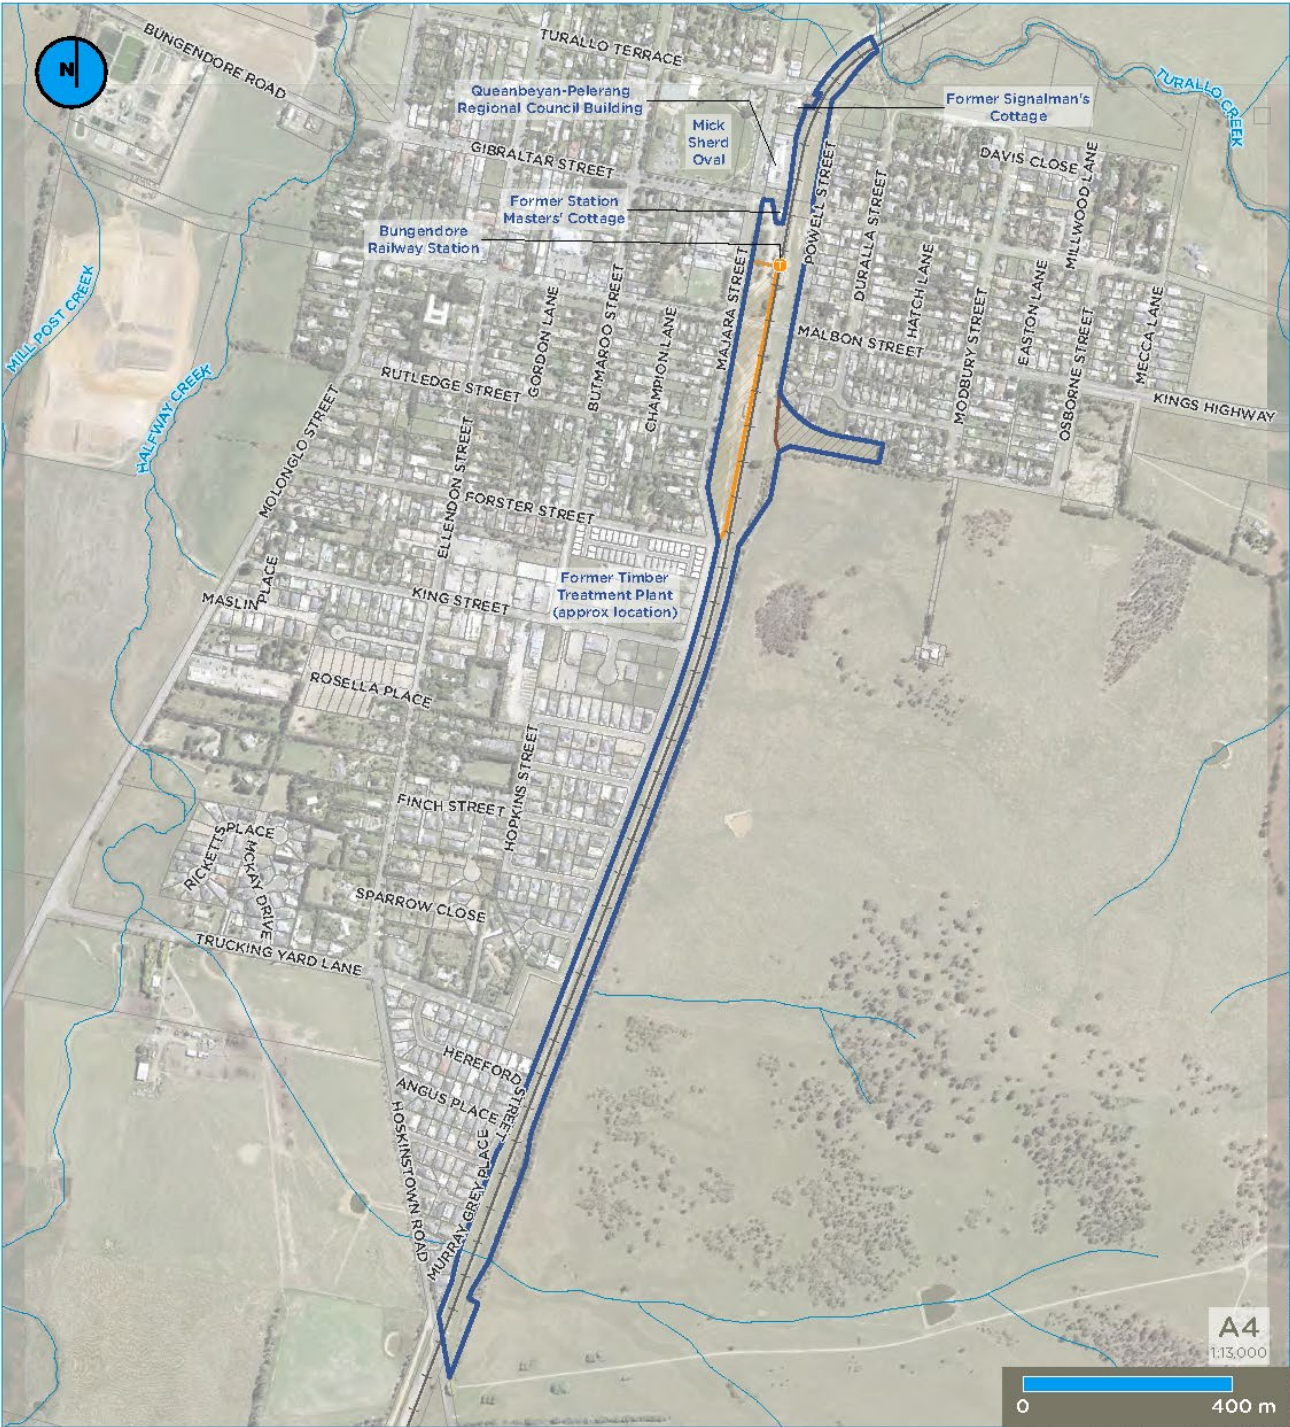 BUNGENDORE ROAD
N
TURALLO TERRACE
Queanbeyan-Pelerang
Regional Council Building
Mick
Sherd
Oval
Former Signalman's
Cottage
TURALLO CREEK
GIBRALTAR STREET
DAVIS CLOSE
MILLWOOD LANE
Former Station
Masters' Cottage
Bungendore
Railway Station
T
POWELL STREET
DURALLA STREET
MAJARA STREET
HATCH LANE
MILL POST CREEK
GORDON LANE
BUTMAROO STREET
CHAMPION LANE
MALBON STREET
MODBURY STREET
EASTON LANE
OSBORNE STREET
MECCA LANE
KINGS HIGHWAY
RUTLEDGE STREET
HALFWAY CREEK
MOLONGLO STREET
ELLENDON STREET
FORSTER STREET
Former Timber
Treatment Plant
(approx location)
MASLIN
PLACE
KING STREET
ROSELLA PLACE
HOPKINS STREET
FINCH STREET
RICKETTS
PLACE
MCKAY DRIVE
SPARROW CLOSE
TRUCKING YARD LANE
HEREFORD
STREET
ANGUS PLACE
HOSKINSTOWN ROAD
MURRAY GREY PLACE
A4
1:13,000
0 400 m